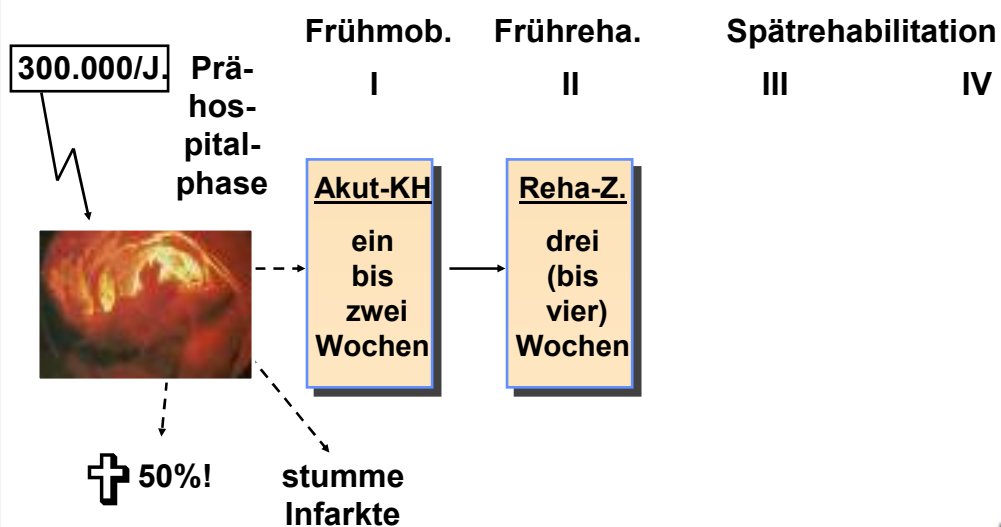 300.000/J.
Prä-
hos-
pital-
phase
Frühmob.
I
Frühreha.
II
Spätrehabilitation
III IV
Akut-KH
ein
bis
zwei
Wochen
Reha-Z.
drei
(bis
vier)
Wochen
50%!
stumme
Infarkte